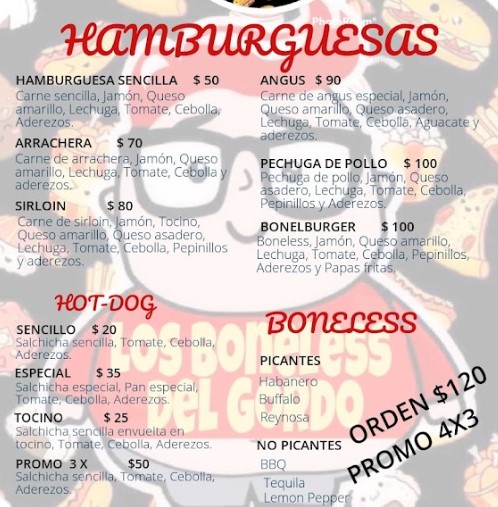 PhotoRoom
HAMBURGUESAS
HAMBURGUESA SENCILLA $ 50
Carne sencilla, Jamón, Queso
amarillo, Lechuga, Tomate, Cebolla,
Aderezos.
ARRACHERA $ 70
Carne de arrachera, Jamón, Queso
amarillo, Lechuga, Tomate, Cebolla y
aderezos.
SIRLOIN $ 80
Carne de sirloin, Jamón, Tocino,
Queso amarillo, Queso asadero,
Lechuga, Tomate, Cebolla, Pepinillos
y aderezos.
ANGUS $ 90
Carne de angus especial, Jamón,
Queso amarillo, Queso asadero,
Lechuga, Tomate, Cebolla, Aguacate y
aderezos.
PECHUGA DE POLLO $ 100
Pechuga de pollo, Jamón, Queso
asadero, Lechuga, Tomate, Cebolla,
Pepinillos y Aderezos.
BONELBURGER $ 100
Boneless, Jamón, Queso amarillo,
Lechuga, Tomate, Cebolla, Pepinillos,
Aderezos y Papas fritas.
HOT-DOG
SENCILLO $ 20
Salchicha sencilla, Tomate, Cebolla,
Aderezos.
ESPECIAL $ 35
Salchicha especial, Pan especial,
Tomate, Cebolla, Aderezos.
TOCINO $ 25
Salchicha sencilla envuelta en
tocino, Tomate, Cebolla, Aderezos.
PROMO 3 X $50
Salchicha sencilla, Tomate, Cebolla,
Aderezos.
BONELESS
PICANTES
Habanero
Buffalo
Reynosa
NO PICANTES
BBQ
Tequila
Lemon Pepper
ORDEN $120
PROMO 4X3
LOS BONELESS
DEL GORDO